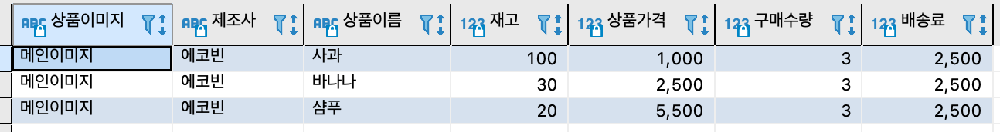 ABC 상품이미지 ABC 제조사 ABC 상품이름 123 재고 123 상품가격 123 구매수량 123 배송료
메인이미지 에코빈 사과 100 1,000 3 2,500
메인이미지 에코빈 바나나 30 2,500 3 2,500
메인이미지 에코빈 샴푸 20 5,500 3 2,500